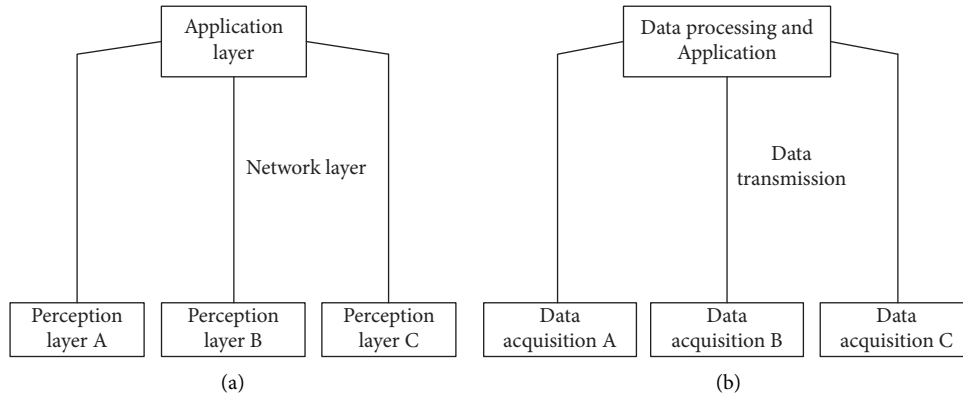 Application
layer
Network layer
Perception
layer A
Perception
layer B
Perception
layer C
(a)
Data processing and
Application
Data
transmission
Data
acquisition A
Data
acquisition B
Data
acquisition C
(b)